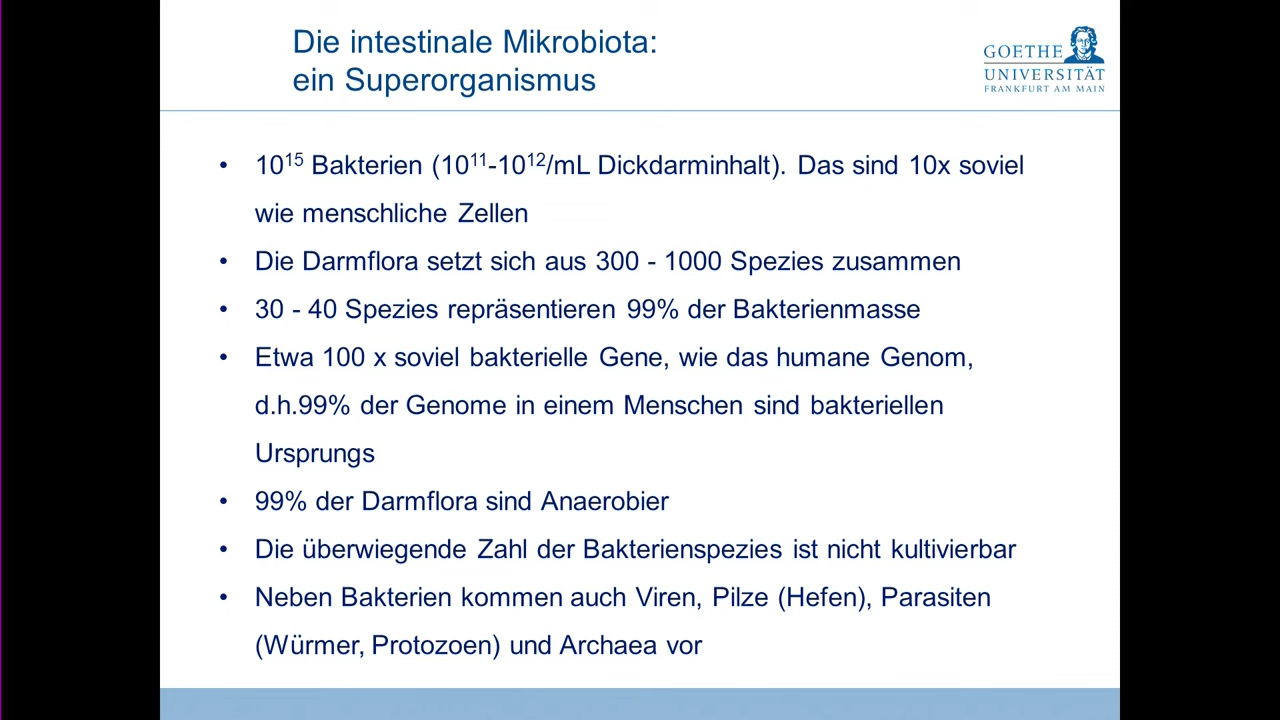 Die intestinale Mikrobiota:
ein Superorganismus
GOETHE
UNIVERSITÄT
FRANKFURT AM MAIN
• 10¹⁵ Bakterien (10¹¹-10¹²/mL Dickdarminhalt). Das sind 10x soviel
wie menschliche Zellen
• Die Darmflora setzt sich aus 300 - 1000 Spezies zusammen
• 30 - 40 Spezies repräsentieren 99% der Bakterienmasse
• Etwa 100 x soviel bakterielle Gene, wie das humane Genom,
d.h.99% der Genome in einem Menschen sind bakteriellen
Ursprungs
• 99% der Darmflora sind Anaerobier
• Die überwiegende Zahl der Bakterienspezies ist nicht kultivierbar
• Neben Bakterien kommen auch Viren, Pilze (Hefen), Parasiten
(Würmer, Protozoen) und Archaea vor